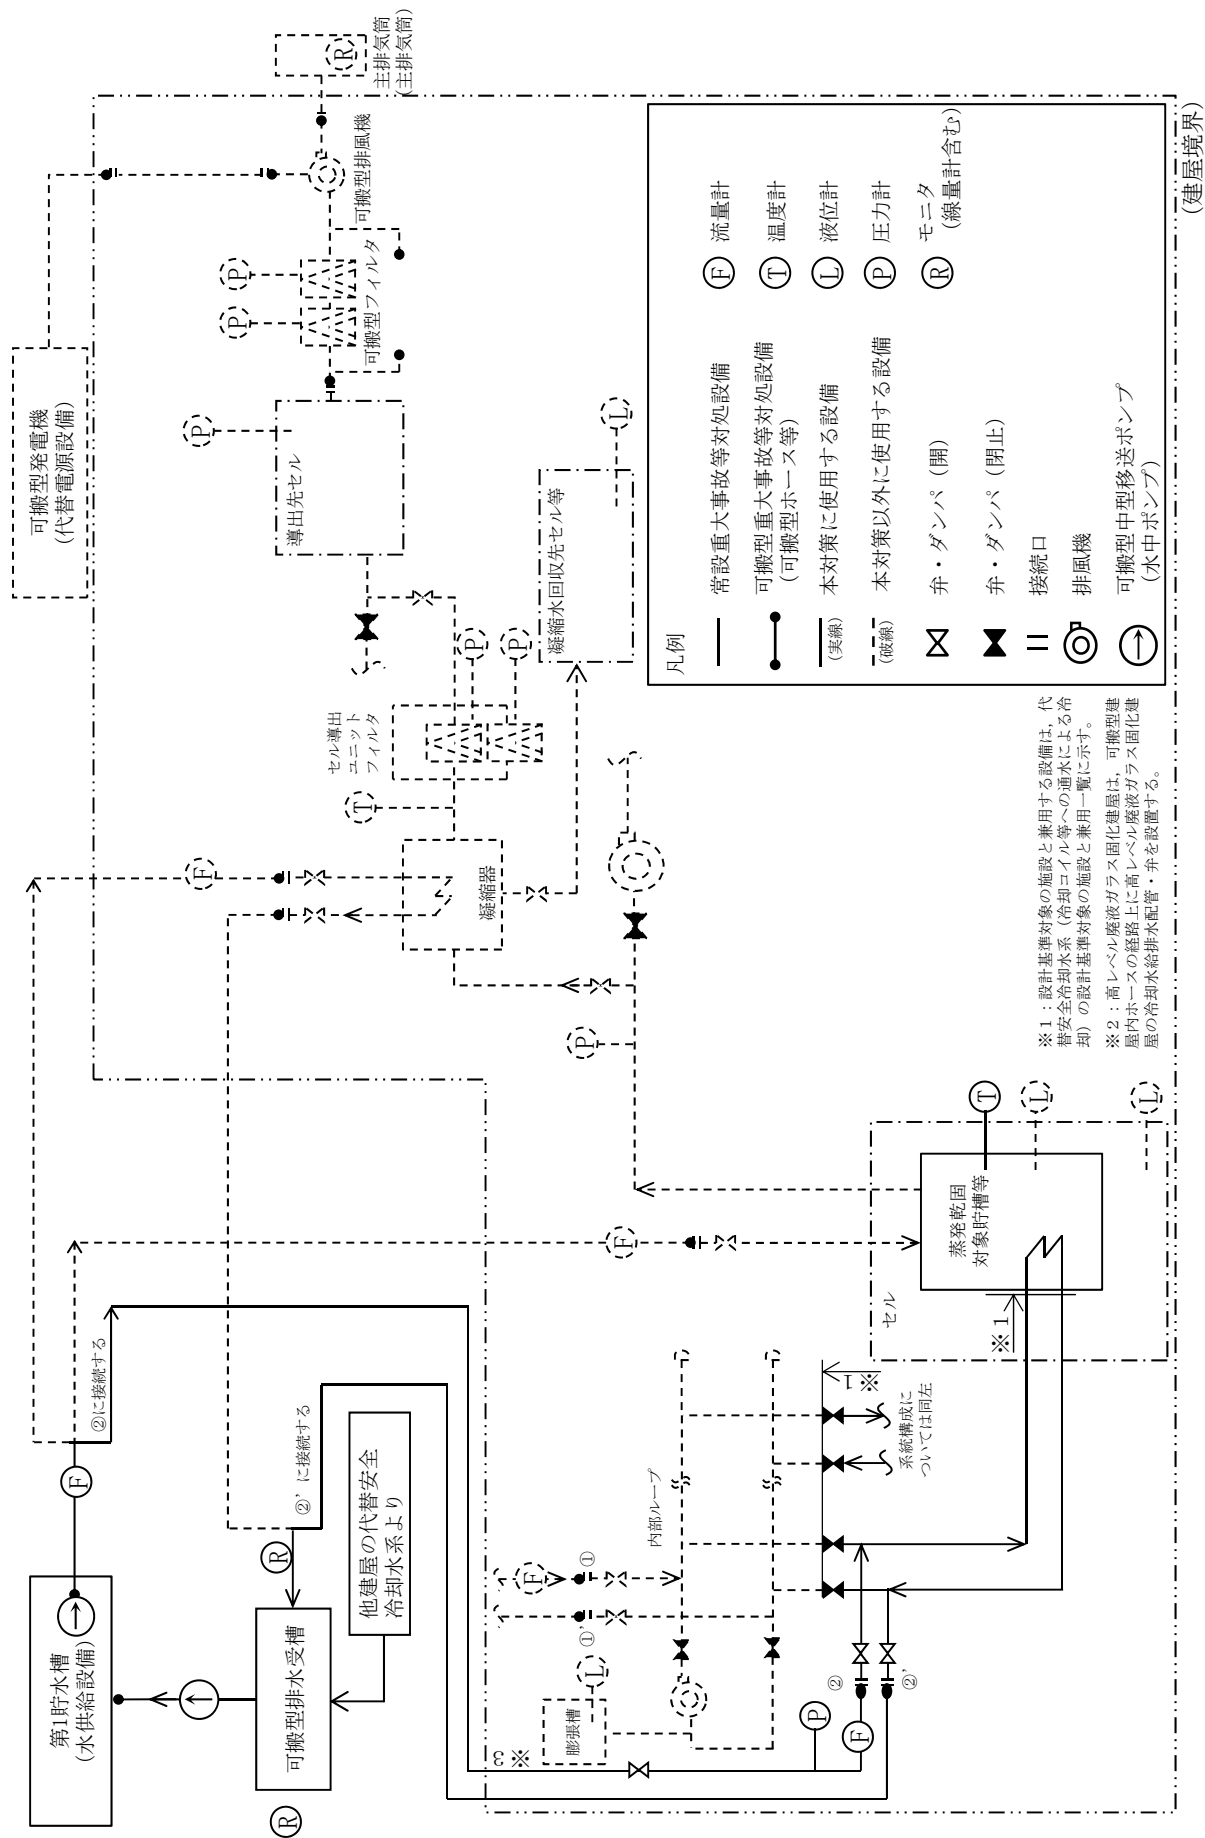 可搬型発電機
(代替電源設備)
R
主排気筒
(主排気筒)
可搬型排風機
P
P
可搬型フィルタ
P
導出先セル
L
凝縮水回収先セル等
P
P
セル導出
ユニット
フィルタ
T
F
凝縮器
P
(建屋境界)
凡例
常設重大事故等対処設備
可搬型重大事故等対処設備
(可搬型ホース等)
(実線)
本対策に使用する設備
(破線)
本対策以外に使用する設備
弁・ダンパ (開)
弁・ダンパ (閉止)
接続口
排風機
可搬型中型移送ポンプ
(水中ポンプ)
F 流量計
T 温度計
L 液位計
P 圧力計
R モニタ
(線量計含む)
※1：設計基準対象の施設と兼用する設備は，代
替安全冷却水系（冷却コイル等への通水による冷
却）の設計基準対象の施設と兼用一覧に示す。
※2：高レベル廃液ガラス固化建屋は，可搬型建
屋内ホースの経路上に高レベル廃液ガラス固化建
屋の冷却水給排水配管・弁を設置する。
T
L
L
蒸発乾固
対象貯槽等
セル
※1
F
②に接続する
②' に接続する
F
第1貯水槽
(水供給設備)
R
可搬型排水受槽
R
他建屋の代替安全
冷却水系より
内部ループ
※1
系統構成に
ついては同左
F
①
①'
L
膨張槽
※3
②
②'
P
F